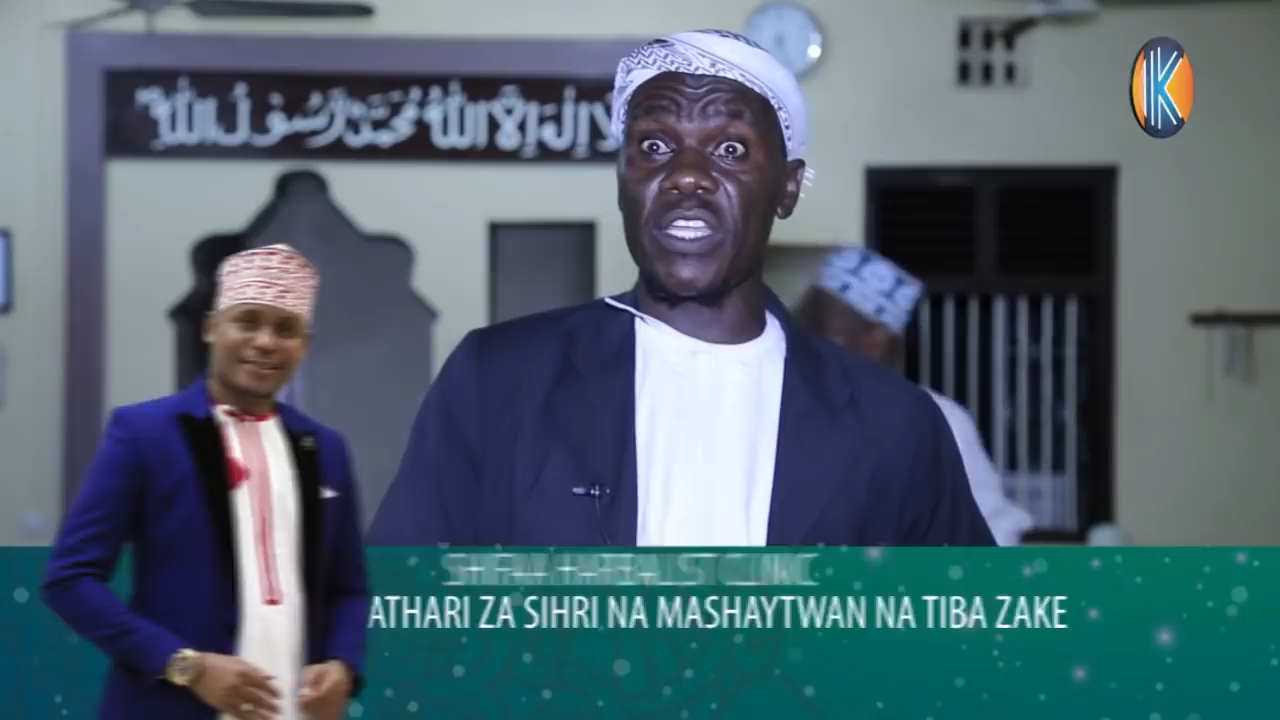 لا إله إلا الله محمد رسول الله
K
ATHARI ZA SIHRI NA MASHAYTWAN NA TIBA ZAKE